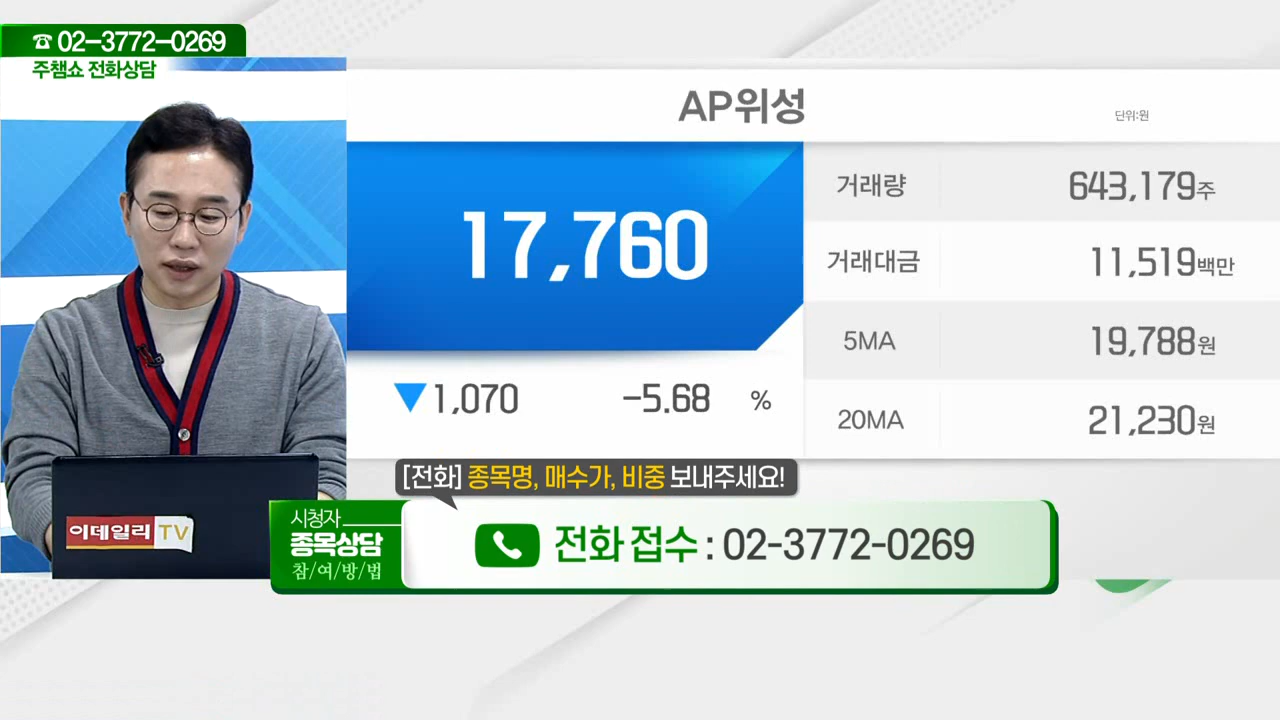 ☎ 02-3772-0269
주챔쇼 전화상담
AP위성
단위:원
17,760
▼1,070 -5.68 %
거래량 643,179주
거래대금 11,519백만
5MA 19,788원
20MA 21,230원
[전화] 종목명, 매수가, 비중 보내주세요!
시청자
종목상담
참/여/방/법
전화 접수 : 02-3772-0269
이데일리 TV